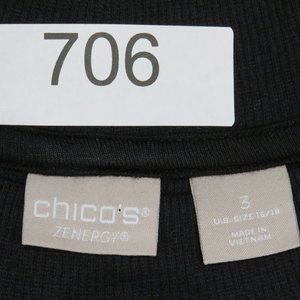 706
chico's®
ZENERGY®
3
U.S. SIZE 16/18
MADE IN
VIETNAM